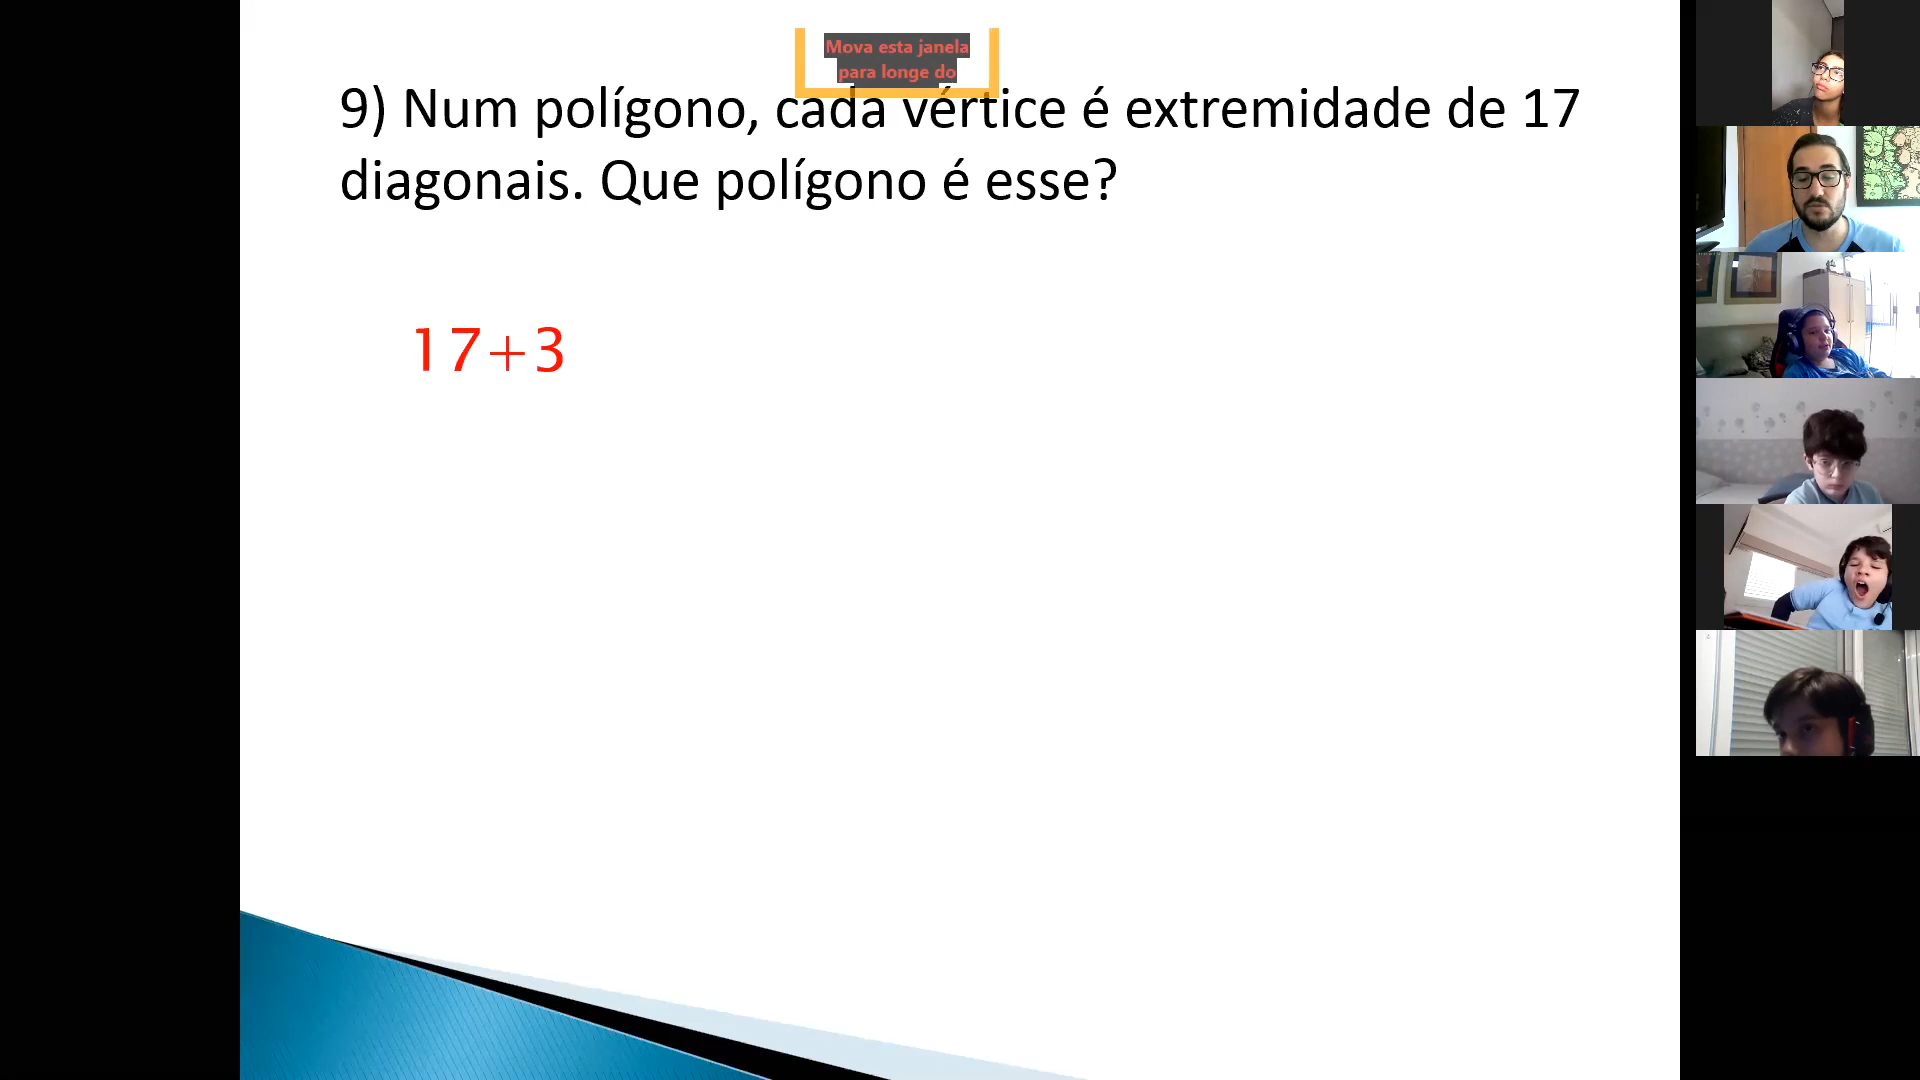 Mova esta janela
para longe do
9) Num polígono, cada vértice é extremidade de 17
diagonais. Que polígono é esse?
17+3